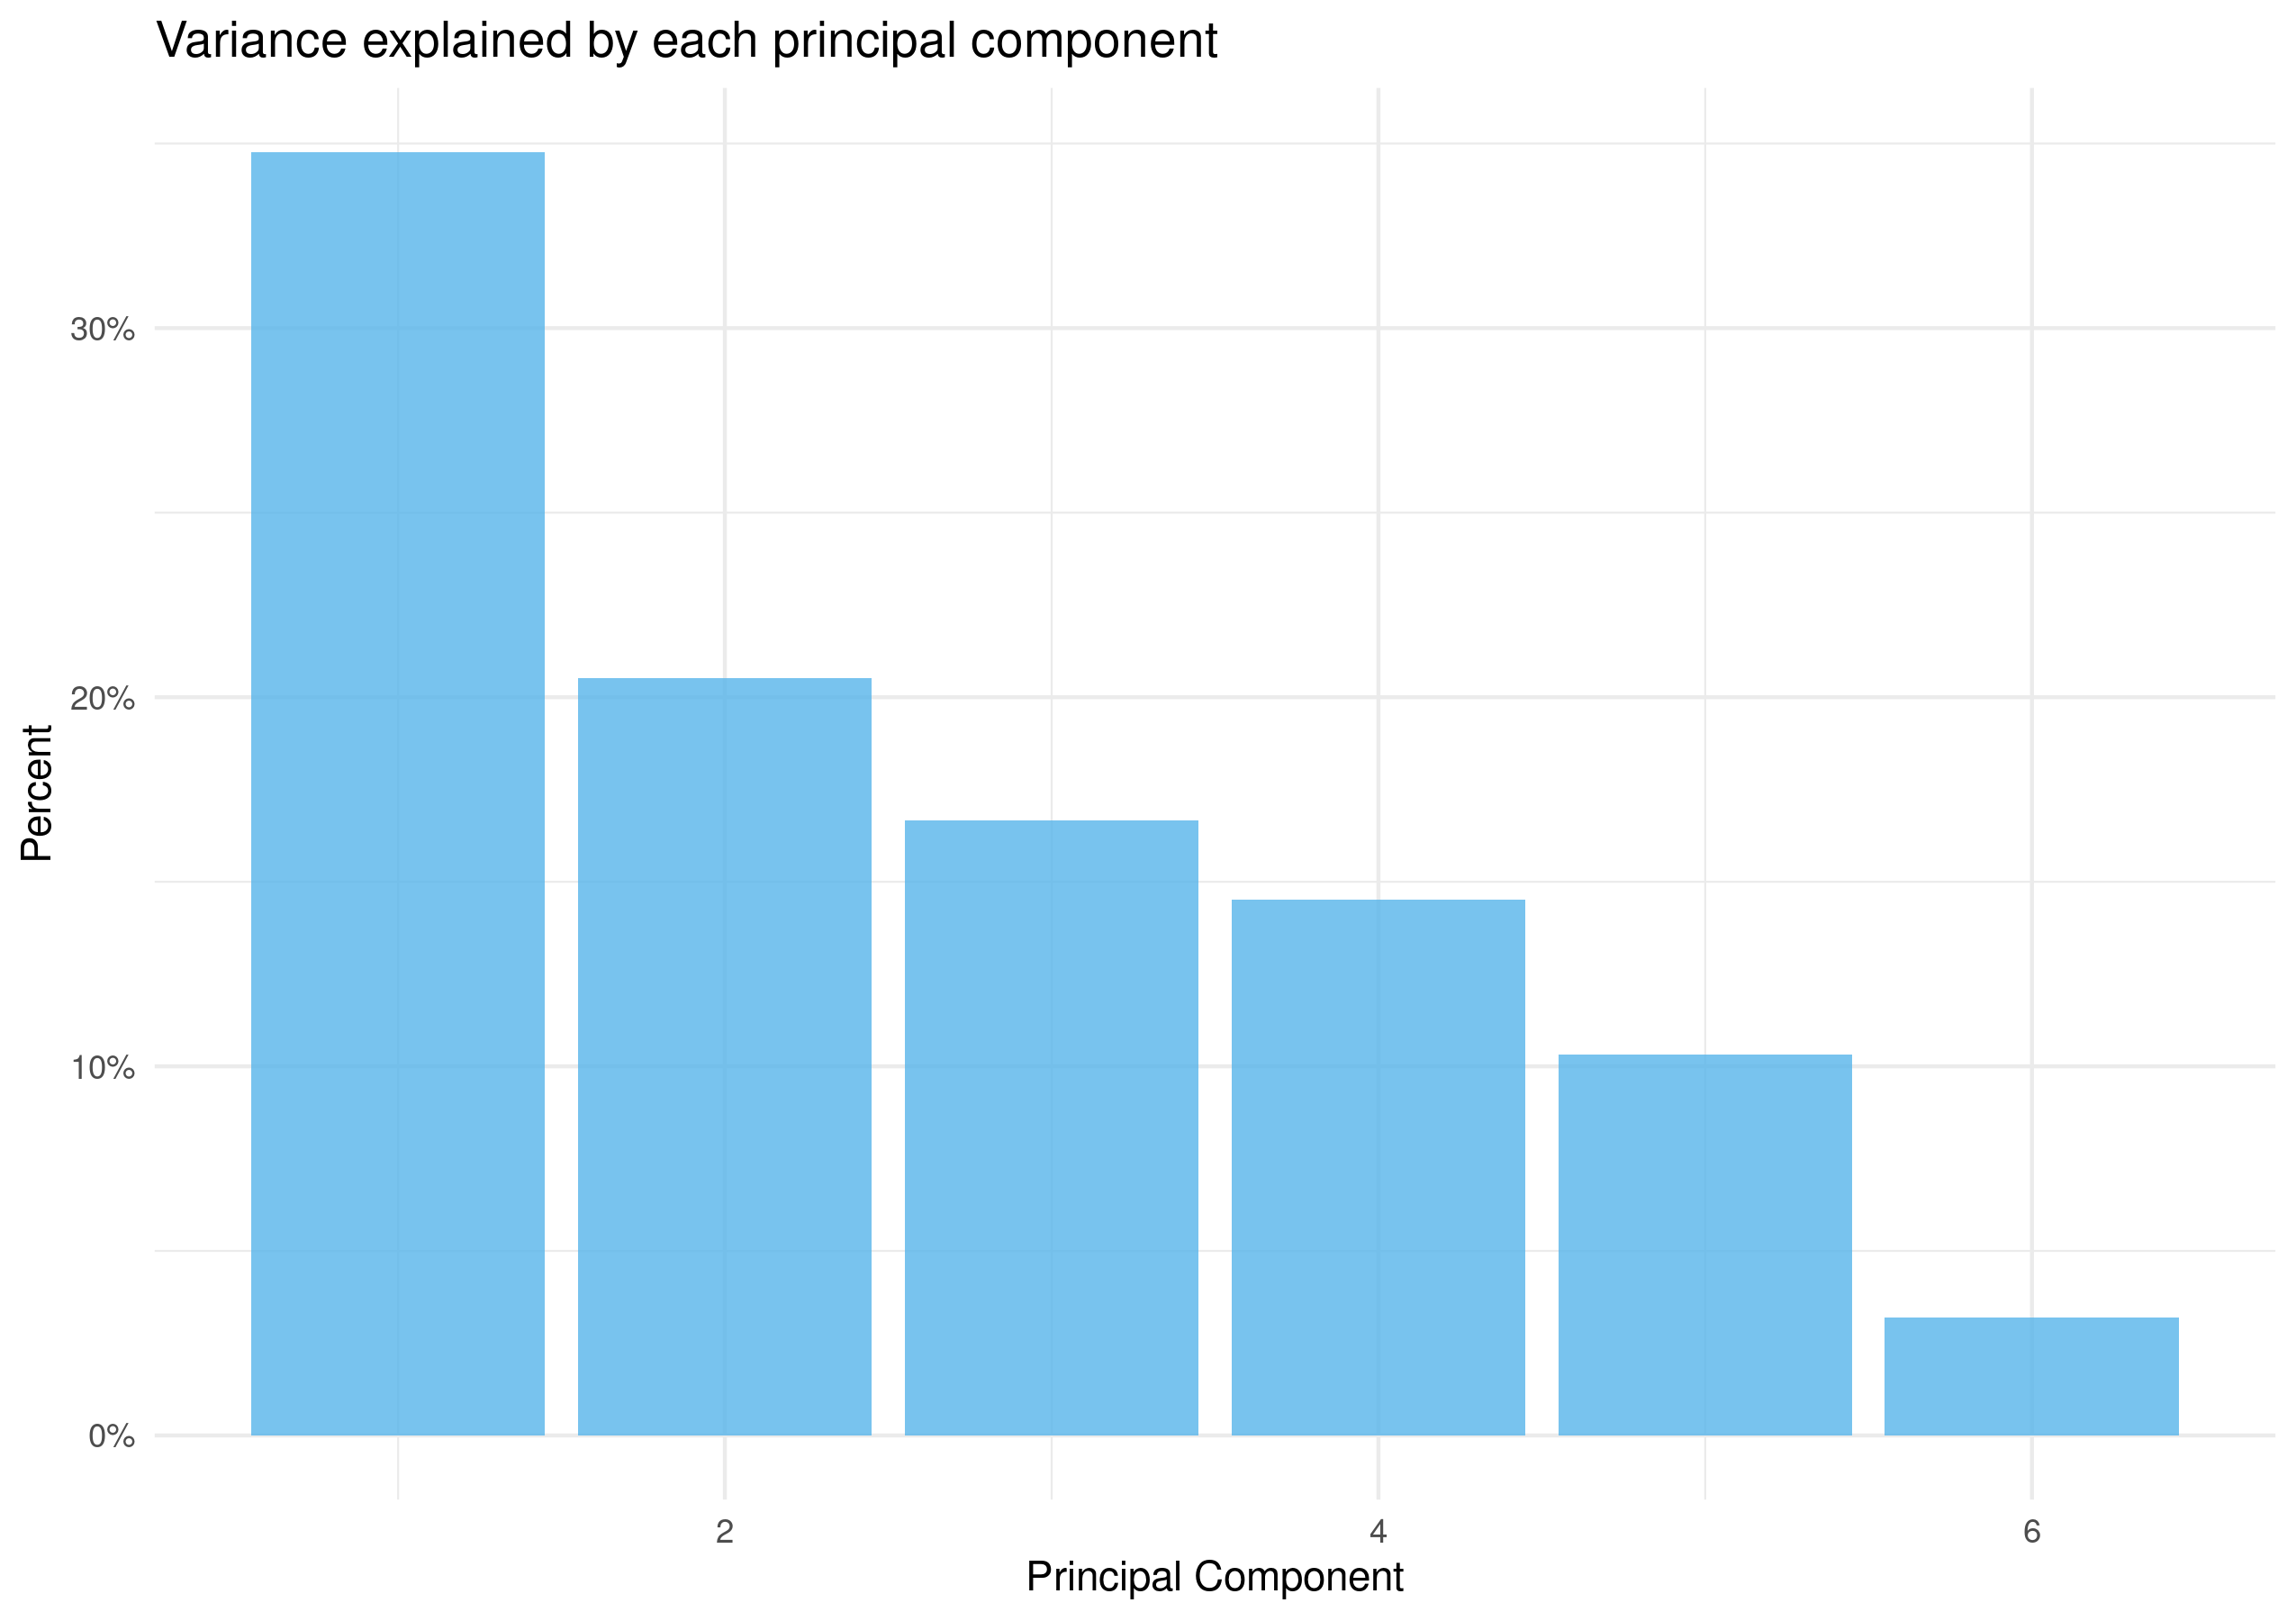 Variance explained by each principal component
Percent
30%
20%
10%
0%
2
4
6
Principal Component